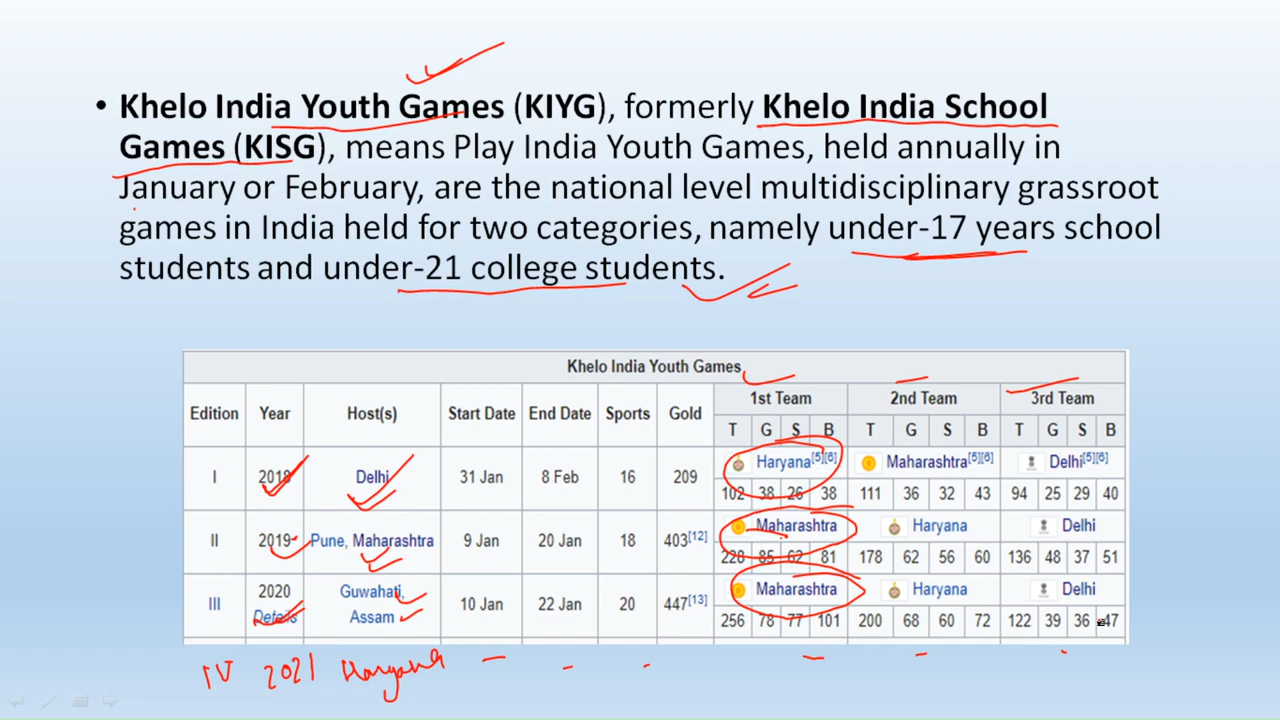 • Khelo India Youth Games (KIYG), formerly Khelo India School
Games (KISG), means Play India Youth Games, held annually in
January or February, are the national level multidisciplinary grassroot
games in India held for two categories, namely under-17 years school
students and under-21 college students.
Khelo India Youth Games
Edition Year Host(s) Start Date End Date Sports Gold 1st Team 2nd Team 3rd Team
T G S B T G S B T G S B
I 2018 Delhi 31 Jan 8 Feb 16 209 Haryana[5][6] Maharashtra[5][6] Delhi[5][6]
102 38 26 38 111 36 32 43 94 25 29 40
II 2019 Pune, Maharashtra 9 Jan 20 Jan 18 403[12] Maharashtra Haryana Delhi
228 85 62 81 178 62 56 60 136 48 37 51
III 2020 Details Guwahati, Assam 10 Jan 22 Jan 20 447[13] Maharashtra Haryana Delhi
256 78 77 101 200 68 60 72 122 39 36 47
IV 2021 Haryana